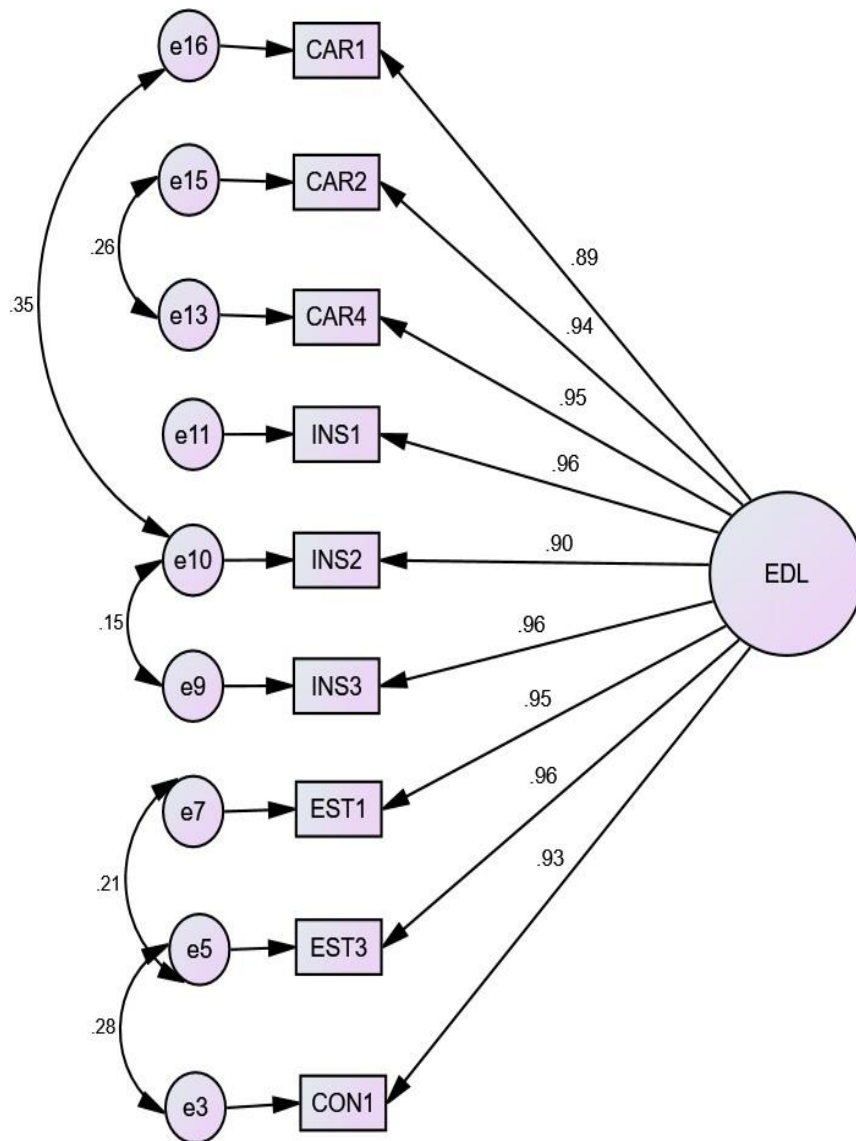 e16
CAR1
e15
CAR2
.89
.26
.94
.35
e13
CAR4
.95
e11
INS1
.96
e10
INS2
.90
EDL
.15
.96
e9
INS3
.95
e7
EST1
.96
.21
.93
e5
EST3
.28
e3
CON1